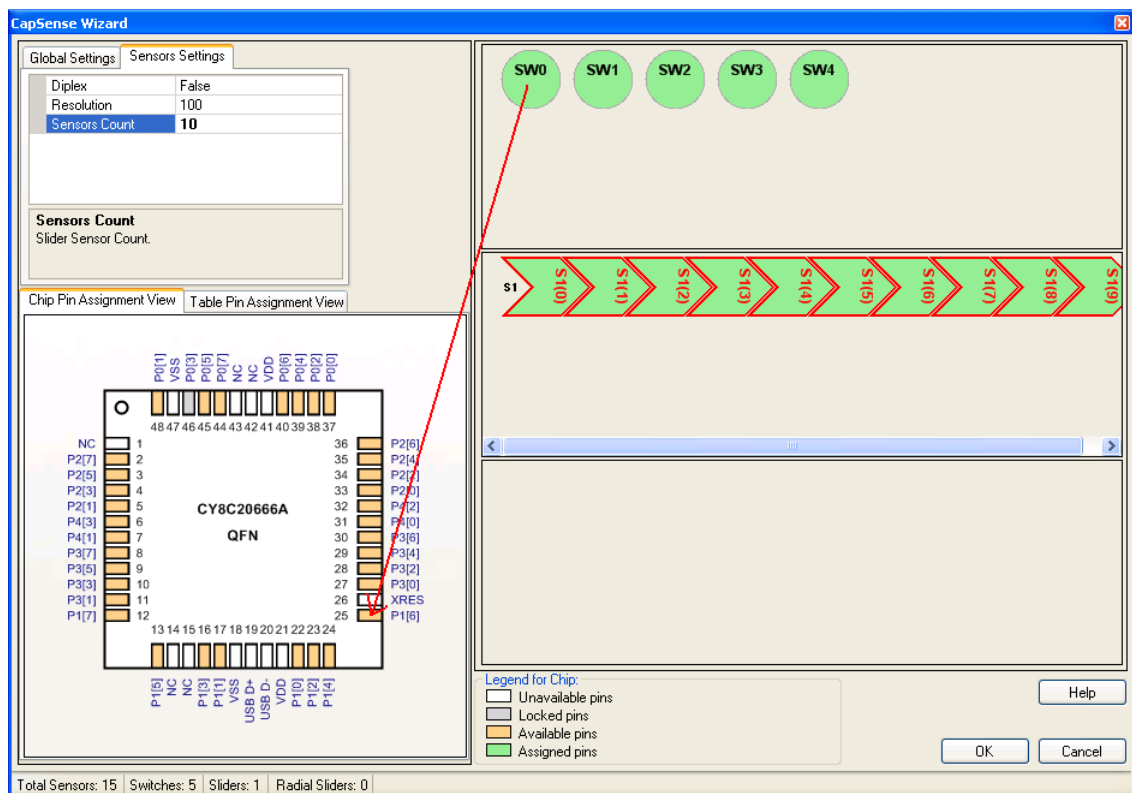 CapSense Wizard
Global Settings Sensors Settings
Diplex False
Resolution 100
Sensors Count 10
Sensors Count
Slider Sensor Count.
Chip Pin Assignment View Table Pin Assignment View
P0[1] VSS P0[3] P0[5] P0[7] NC NC VDD P0[6] P0[4] P0[2] P0[0]
48 47 46 45 44 43 42 41 40 39 38 37
NC 1 36 P2[6]
P2[7] 2 35 P2[4]
P2[5] 3 34 P2[2]
P2[3] 4 33 P2[0]
P2[1] 5 32 P4[2]
P4[3] 6 31 P4[0]
P4[1] 7 30 P3[6]
P3[7] 8 29 P3[4]
P3[5] 9 28 P3[2]
P3[3] 10 27 P3[0]
P3[1] 11 26 XRES
P1[7] 12 25 P1[6]
CY8C20666A
QFN
13 14 15 16 17 18 19 20 21 22 23 24
P1[5] NC NC P1[3] P1[1] VSS USB D+ USB D- VDD P1[0] P1[2] P1[4]
SW0 SW1 SW2 SW3 SW4
S1 S1(0) S1(1) S1(2) S1(3) S1(4) S1(5) S1(6) S1(7) S1(8) S1(9)
Legend for Chip:
Unavailable pins
Locked pins
Available pins
Assigned pins
Help
OK Cancel
Total Sensors: 15 Switches: 5 Sliders: 1 Radial Sliders: 0